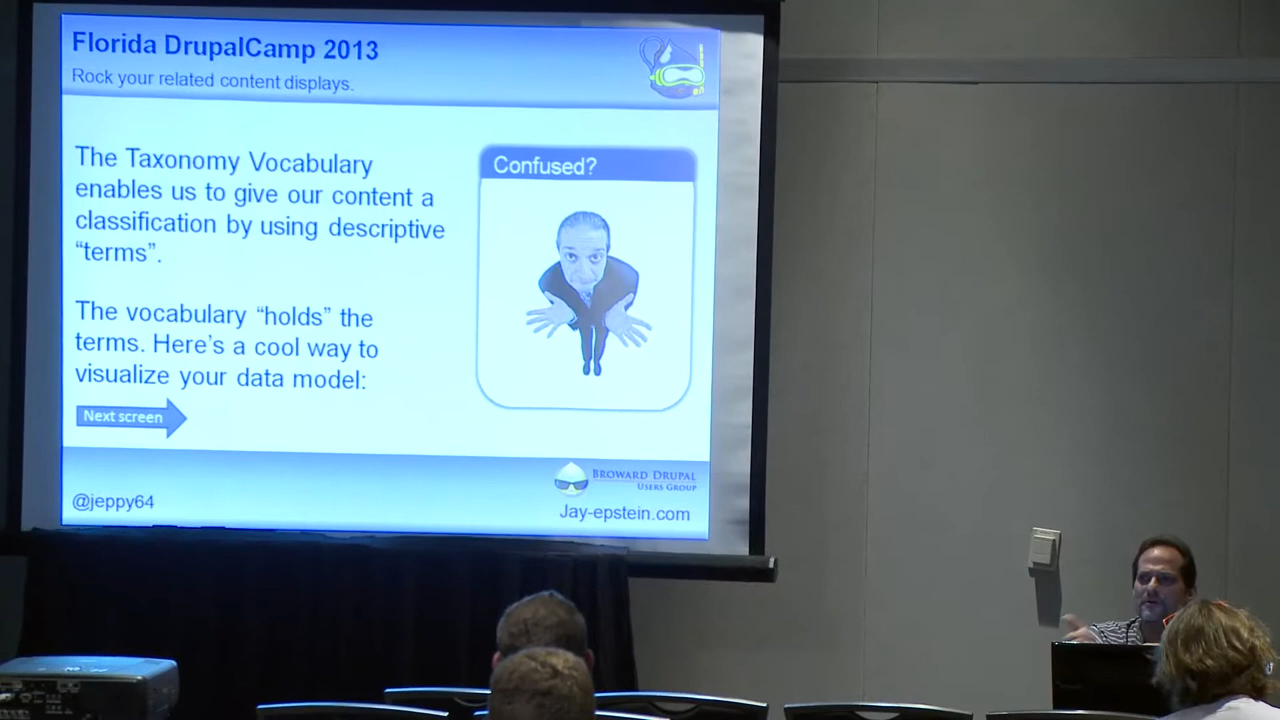 Florida DrupalCamp 2013
Rock your related content displays.
The Taxonomy Vocabulary
enables us to give our content a
classification by using descriptive
“terms”.
The vocabulary “holds” the
terms. Here’s a cool way to
visualize your data model:
Next screen
Confused?
BROWARD DRUPAL
USERS GROUP
@jeppy64
Jay-epstein.com